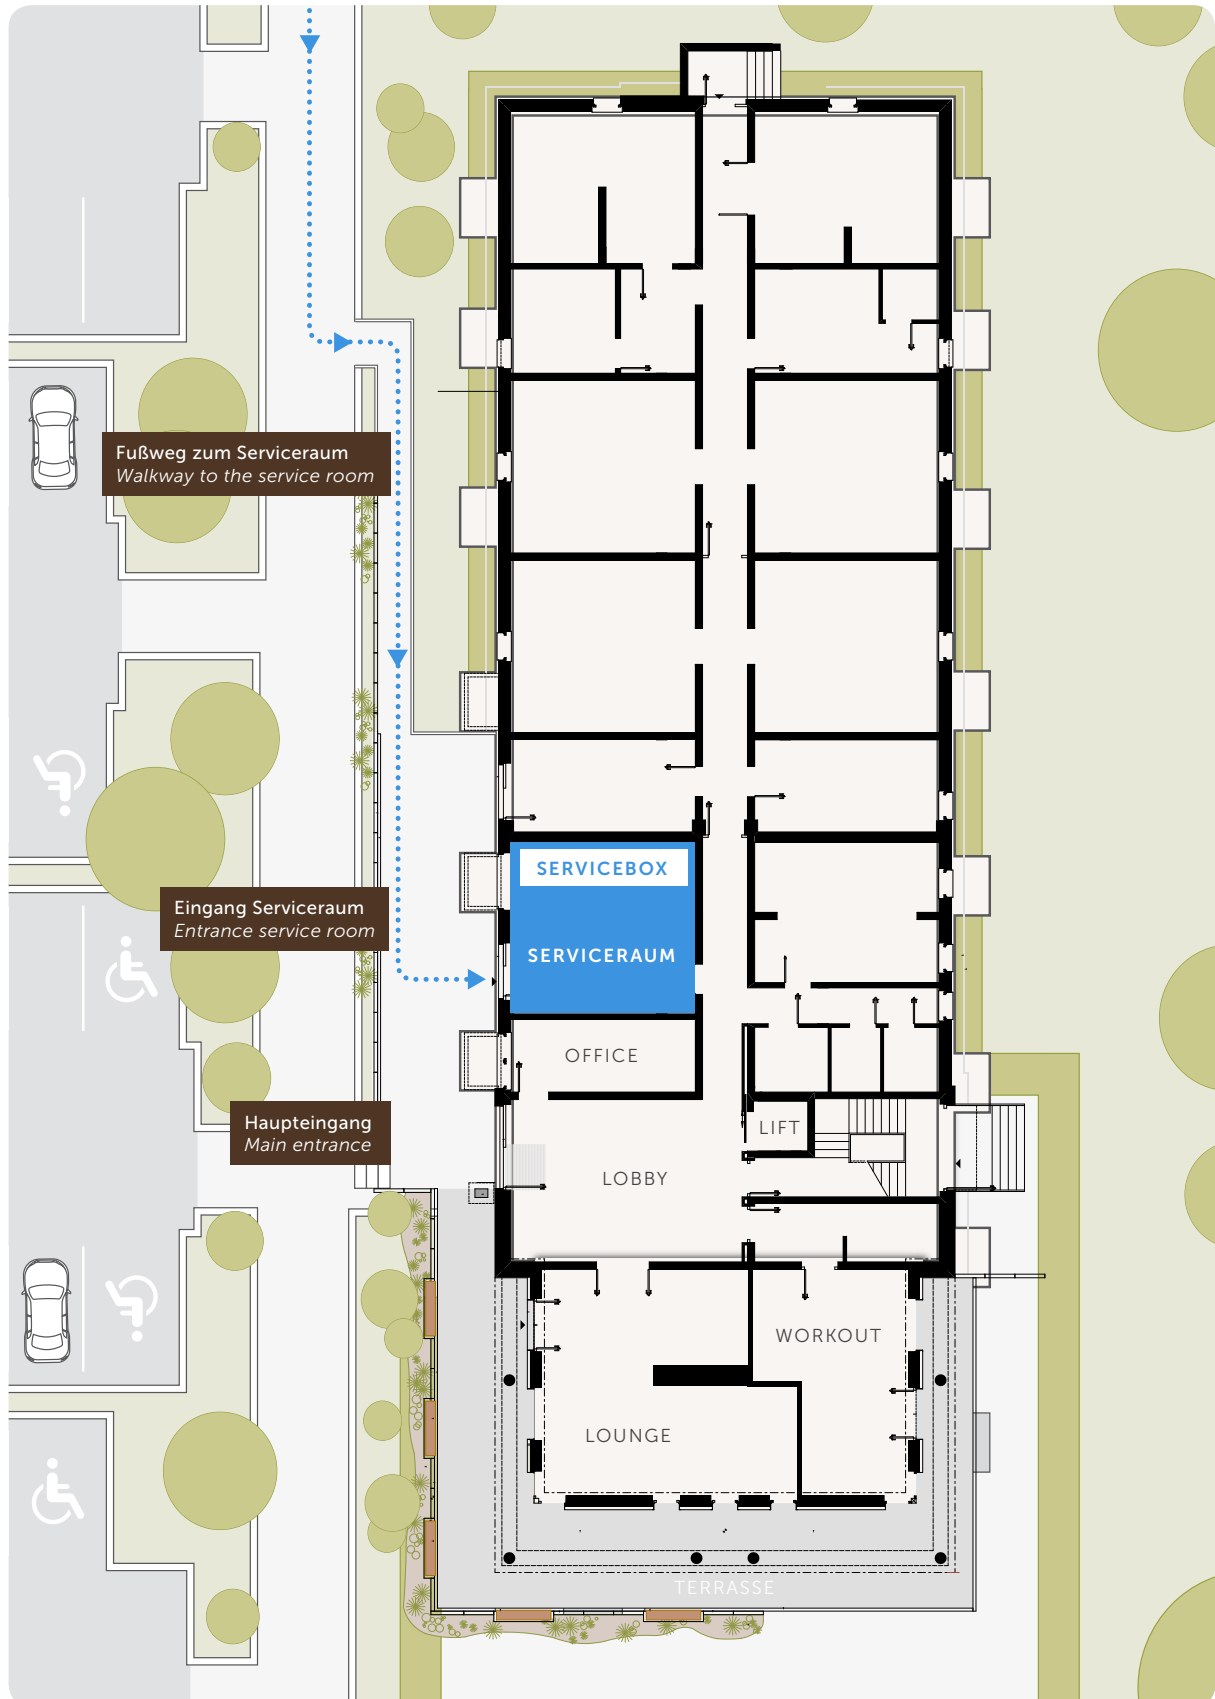 Fußweg zum Serviceraum
Walkway to the service room
SERVICEBOX
Eingang Serviceraum
Entrance service room
SERVICERAUM
OFFICE
Haupteingang
Main entrance
LIFT
LOBBY
WORKOUT
LOUNGE
TERRASSE